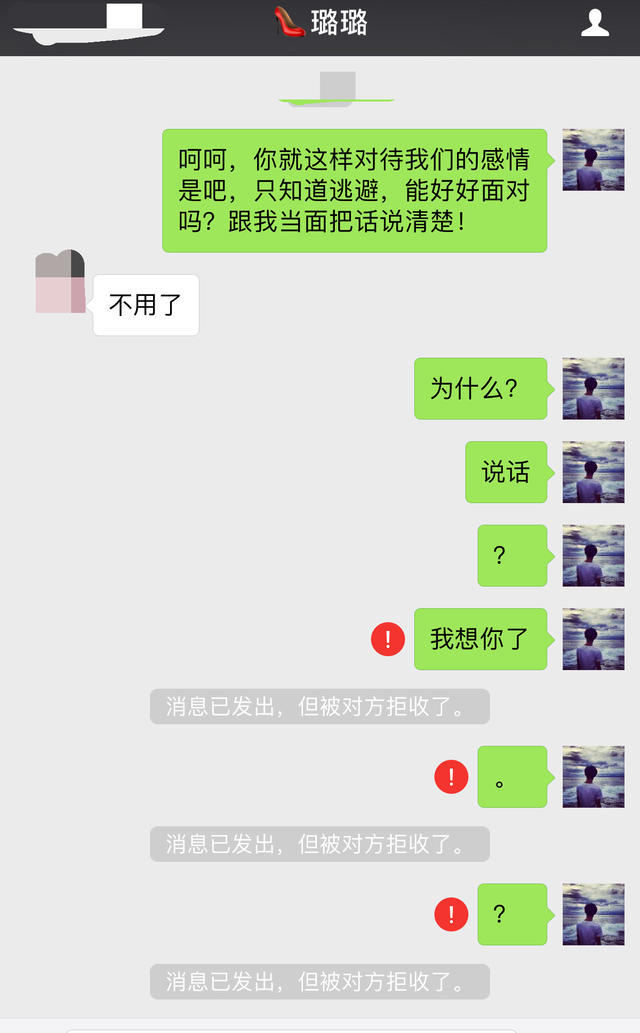 👠璐璐
呵呵，你就这样对待我们的感情
是吧，只知道逃避，能好好面对
吗？跟我当面把话说清楚！
不用了
为什么？
说话
？
我想你了
消息已发出，但被对方拒收了。
。
消息已发出，但被对方拒收了。
？
消息已发出，但被对方拒收了。